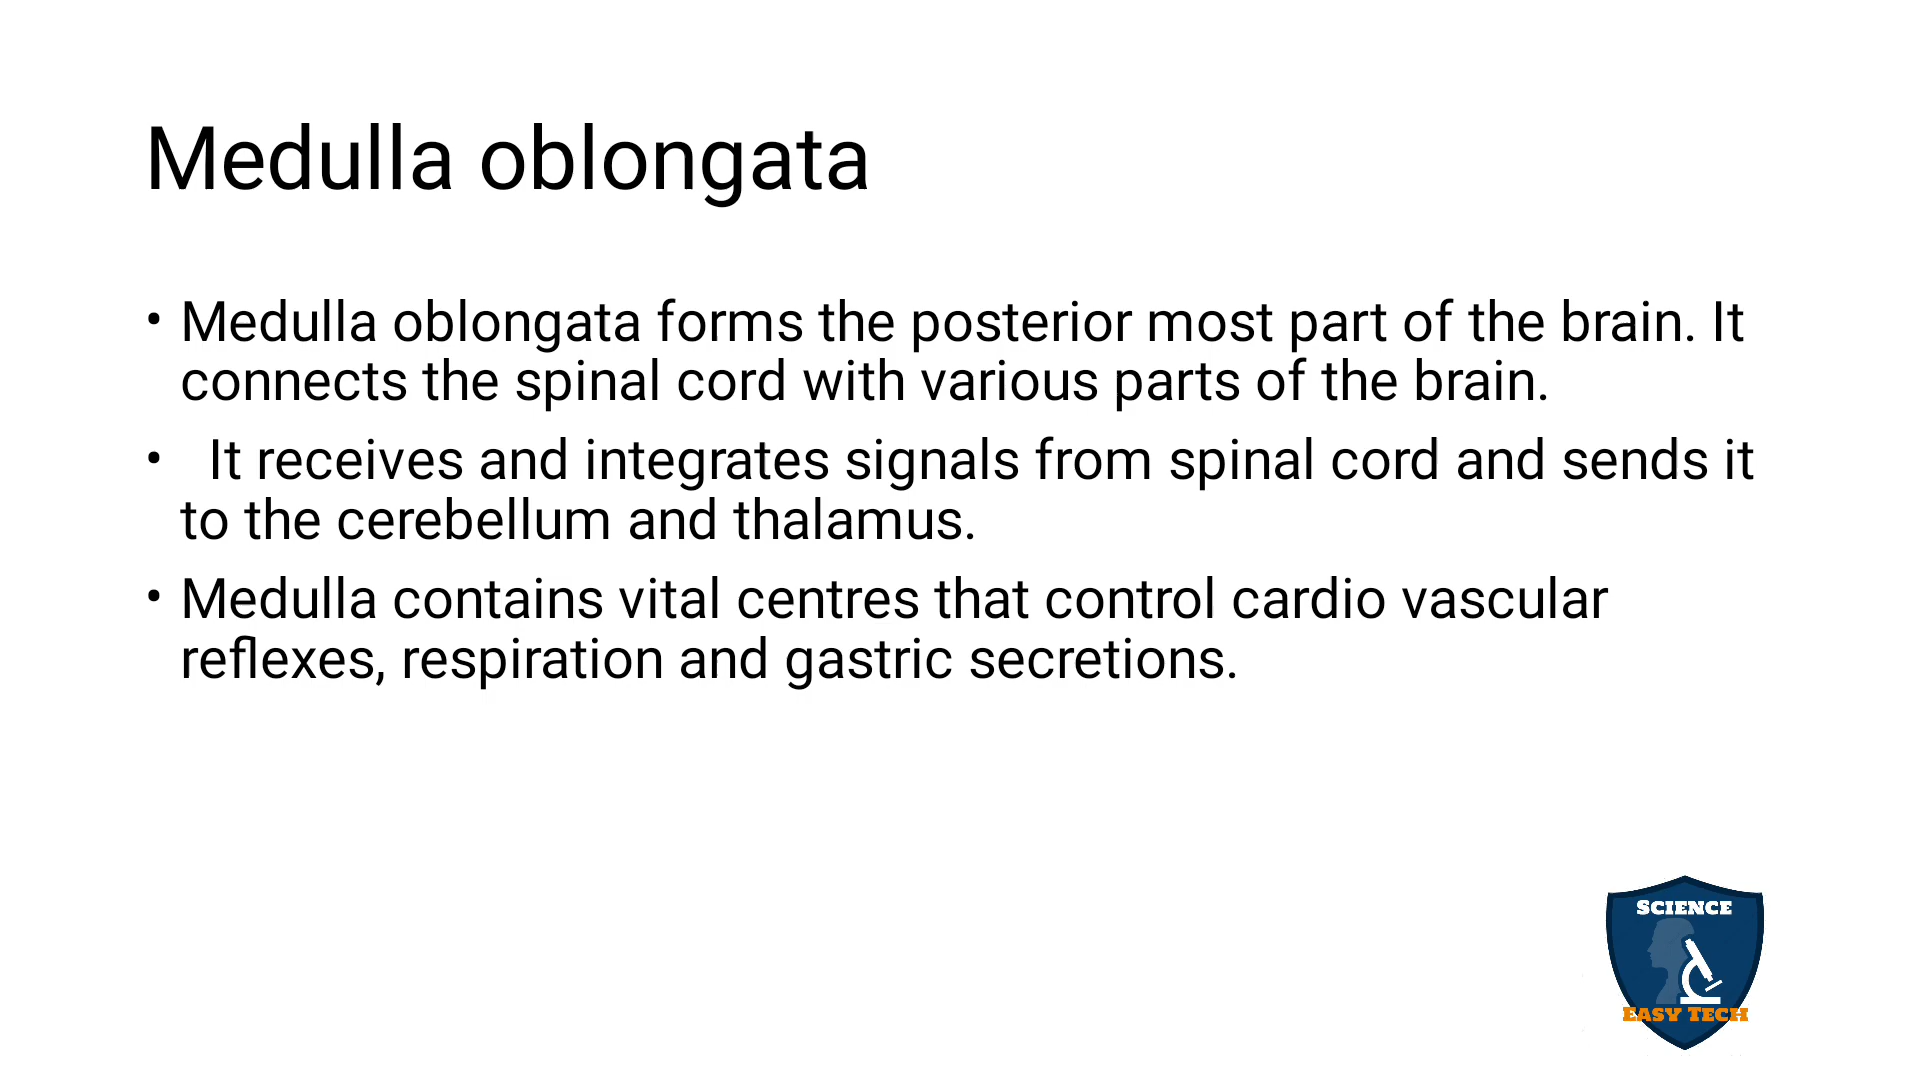 Medulla oblongata
• Medulla oblongata forms the posterior most part of the brain. It
connects the spinal cord with various parts of the brain.
• It receives and integrates signals from spinal cord and sends it
to the cerebellum and thalamus.
• Medulla contains vital centres that control cardio vascular
reflexes, respiration and gastric secretions.
SCIENCE
EASY TECH